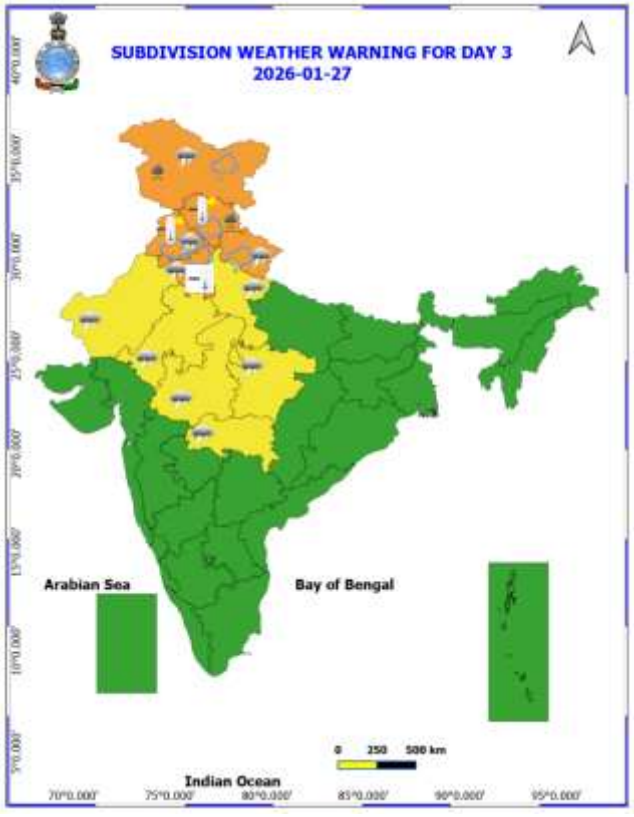 SUBDIVISION WEATHER WARNING FOR DAY 3
2026-01-27
40°0.000'
35°0.000'
30°0.000'
25°0.000'
20°0.000'
15°0.000'
10°0.000'
5°0.000'
Arabian Sea
Bay of Bengal
0 250 500 km
Indian Ocean
70°0.000' 75°0.000' 80°0.000' 85°0.000' 90°0.000' 95°0.000'